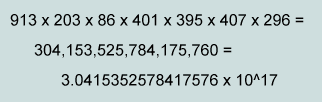 913 x 203 x 86 x 401 x 395 x 407 x 296 =
304,153,525,784,175,760 =
3.0415352578417576 x 10^17